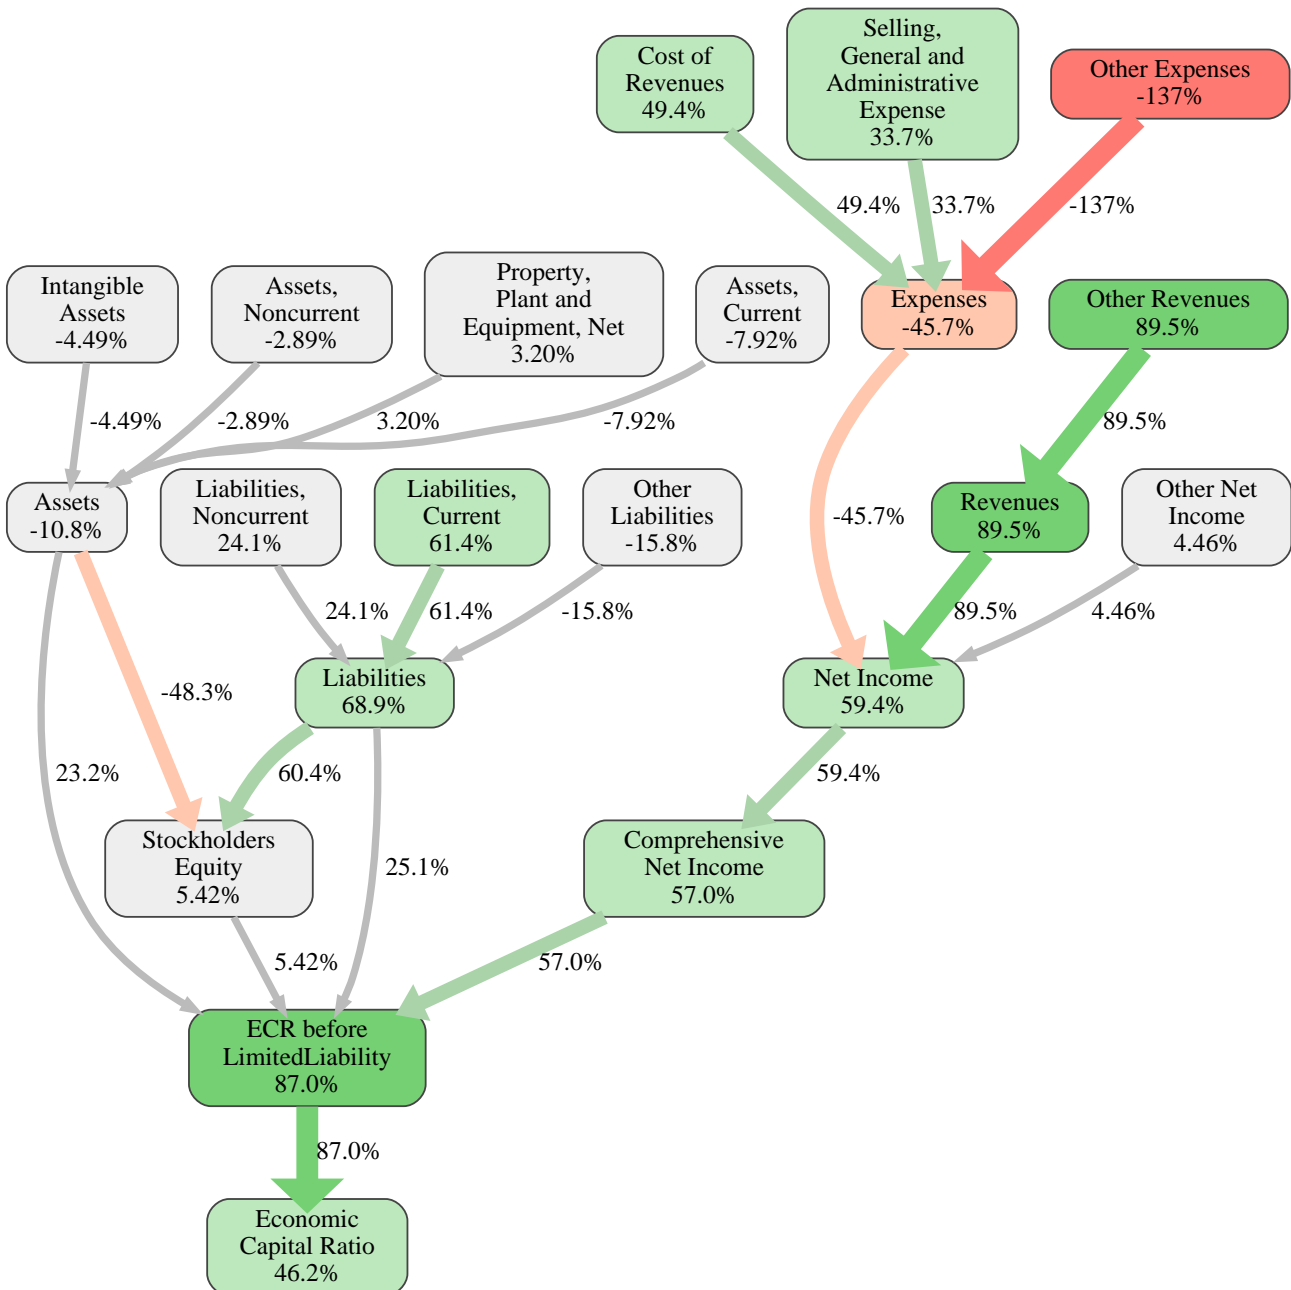 Cost of
Revenues
49.4%
Selling,
General and
Administrative
Expense
33.7%
Other Expenses
-137%
49.4%
33.7%
-137%
Intangible
Assets
-4.49%
Assets,
Noncurrent
-2.89%
Property,
Plant and
Equipment, Net
3.20%
Assets,
Current
-7.92%
Expenses
-45.7%
Other Revenues
89.5%
-4.49%
-2.89%
3.20%
-7.92%
89.5%
Assets
-10.8%
Liabilities,
Noncurrent
24.1%
Liabilities,
Current
61.4%
Other
Liabilities
-15.8%
-45.7%
Revenues
89.5%
Other Net
Income
4.46%
24.1%
61.4%
-15.8%
89.5%
4.46%
-48.3%
Liabilities
68.9%
Net Income
59.4%
23.2%
60.4%
59.4%
Stockholders
Equity
5.42%
25.1%
Comprehensive
Net Income
57.0%
5.42%
57.0%
ECR before
LimitedLiability
87.0%
87.0%
Economic
Capital Ratio
46.2%